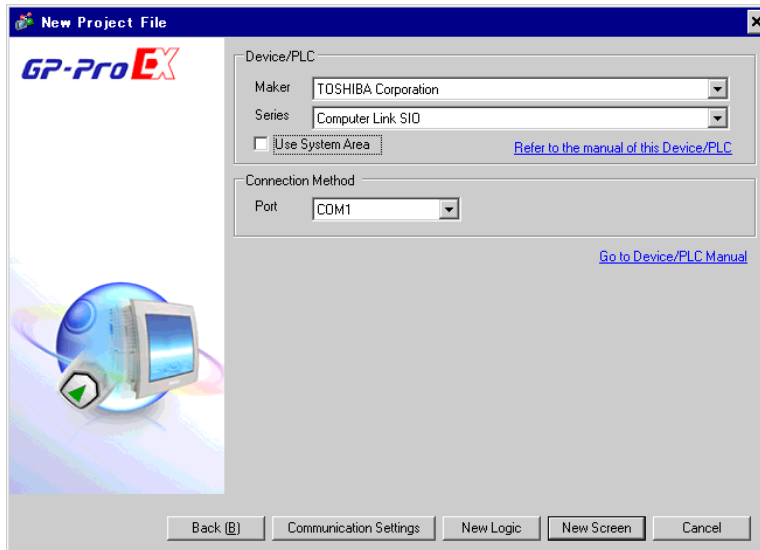 New Project File
GP-Pro EX
Device/PLC
Maker TOSHIBA Corporation
Series Computer Link SIO
Use System Area Refer to the manual of this Device/PLC
Connection Method
Port COM1
Go to Device/PLC Manual
Back (B) Communication Settings New Logic New Screen Cancel